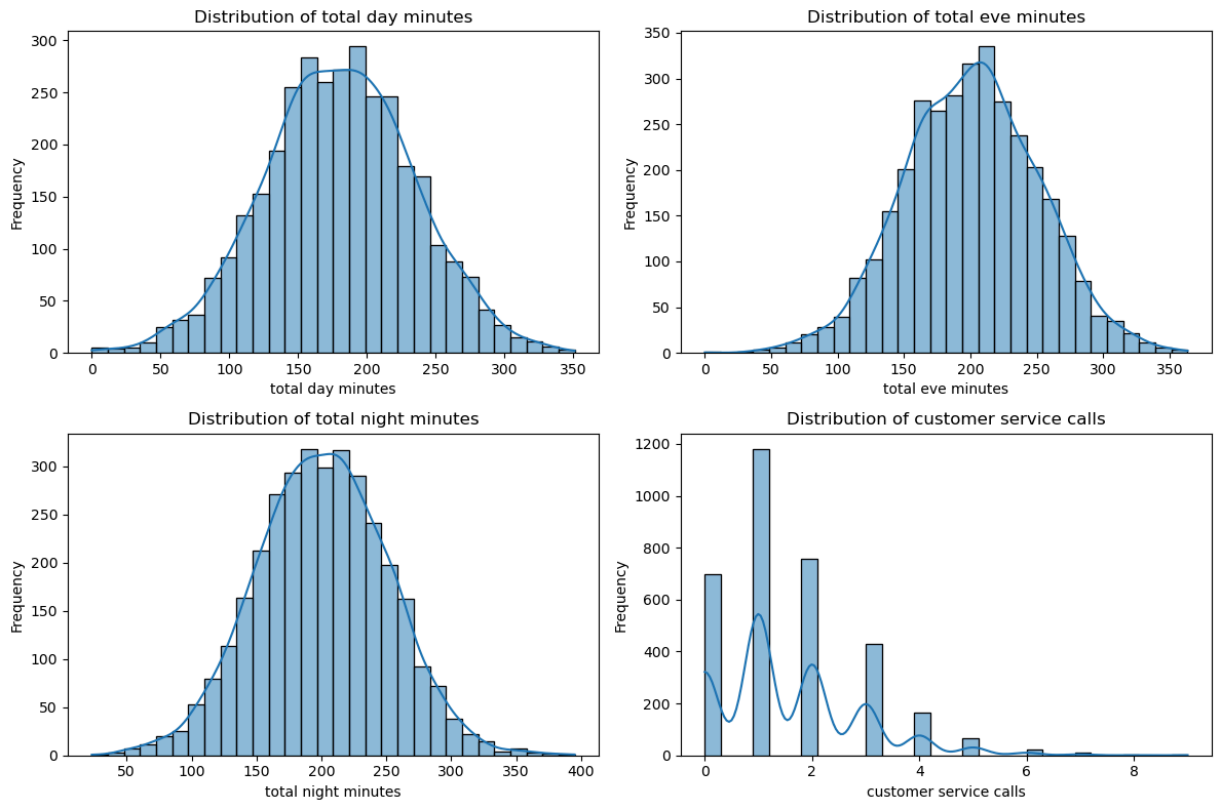 Distribution of total day minutes
Frequency
300
250
200
150
100
50
0
0 50 100 150 200 250 300 350
total day minutes
Distribution of total eve minutes
Frequency
350
300
250
200
150
100
50
0
0 50 100 150 200 250 300 350
total eve minutes
Distribution of total night minutes
Frequency
300
250
200
150
100
50
0
50 100 150 200 250 300 350 400
total night minutes
Distribution of customer service calls
Frequency
1200
1000
800
600
400
200
0
0 2 4 6 8
customer service calls